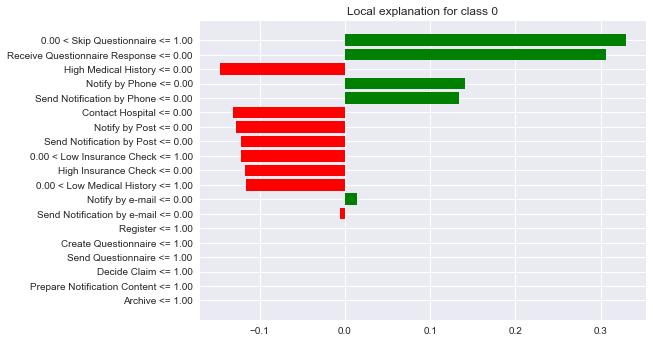 Local explanation for class 0
0.00 < Skip Questionnaire <= 1.00
Receive Questionnaire Response <= 0.00
High Medical History <= 0.00
Notify by Phone <= 0.00
Send Notification by Phone <= 0.00
Contact Hospital <= 0.00
Notify by Post <= 0.00
Send Notification by Post <= 0.00
0.00 < Low Insurance Check <= 1.00
High Insurance Check <= 0.00
0.00 < Low Medical History <= 1.00
Notify by e-mail <= 0.00
Send Notification by e-mail <= 0.00
Register <= 1.00
Create Questionnaire <= 1.00
Send Questionnaire <= 1.00
Decide Claim <= 1.00
Prepare Notification Content <= 1.00
Archive <= 1.00
−0.1 0.0 0.1 0.2 0.3